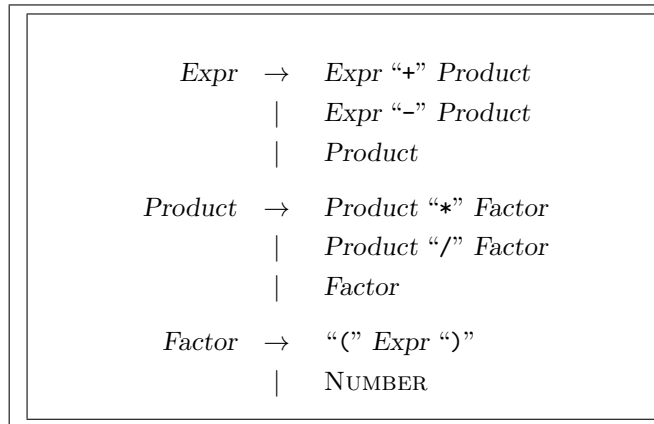 Expr → Expr “+” Product
| Expr “-” Product
| Product
Product → Product “*” Factor
| Product “/” Factor
| Factor
Factor → “(” Expr “)”
| NUMBER